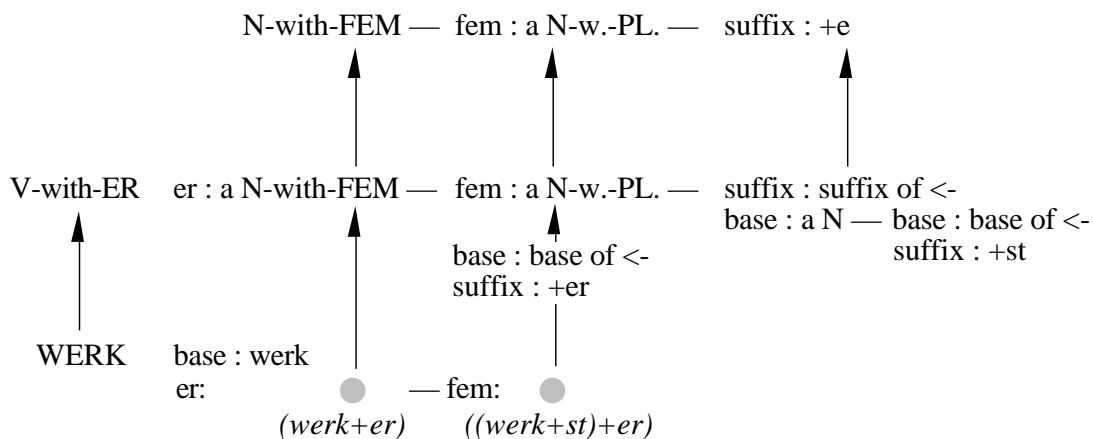 N-with-FEM — fem : a N-w.-PL. — suffix : +e
V-with-ER er : a N-with-FEM — fem : a N-w.-PL. — suffix : suffix of <-
base : a N — base : base of <-
suffix : +st
base : base of <-
suffix : +er
WERK base : werk
er: — fem:
(werk+er) ((werk+st)+er)